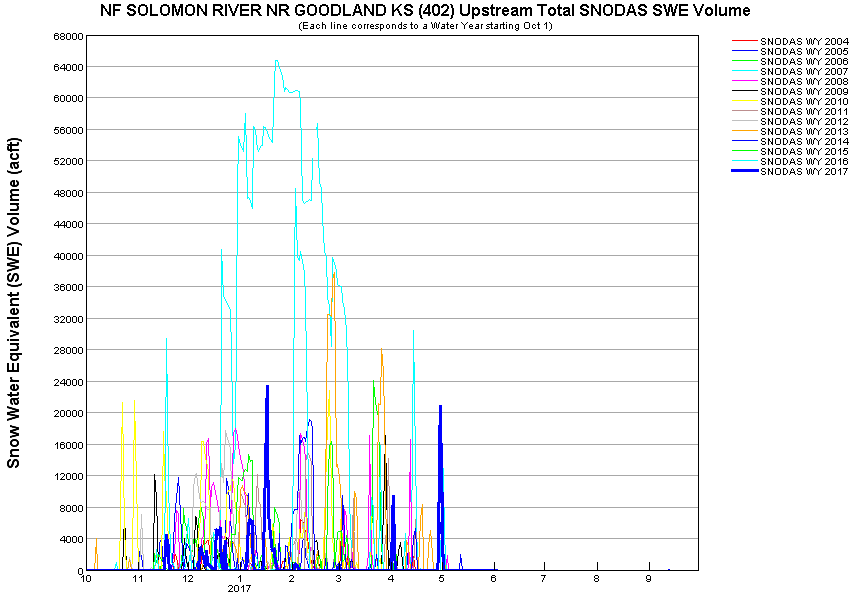 NF SOLOMON RIVER NR GOODLAND KS (402) Upstream Total SNODAS SWE Volume
(Each line corresponds to a Water Year starting Oct 1)
Snow Water Equivalent (SWE) Volume (acft)
68000
64000
60000
56000
52000
48000
44000
40000
36000
32000
28000
24000
20000
16000
12000
8000
4000
0
10 11 12 1 2 3 4 5 6 7 8 9
2017
SNODAS WY 2004
SNODAS WY 2005
SNODAS WY 2006
SNODAS WY 2007
SNODAS WY 2008
SNODAS WY 2009
SNODAS WY 2010
SNODAS WY 2011
SNODAS WY 2012
SNODAS WY 2013
SNODAS WY 2014
SNODAS WY 2015
SNODAS WY 2016
SNODAS WY 2017